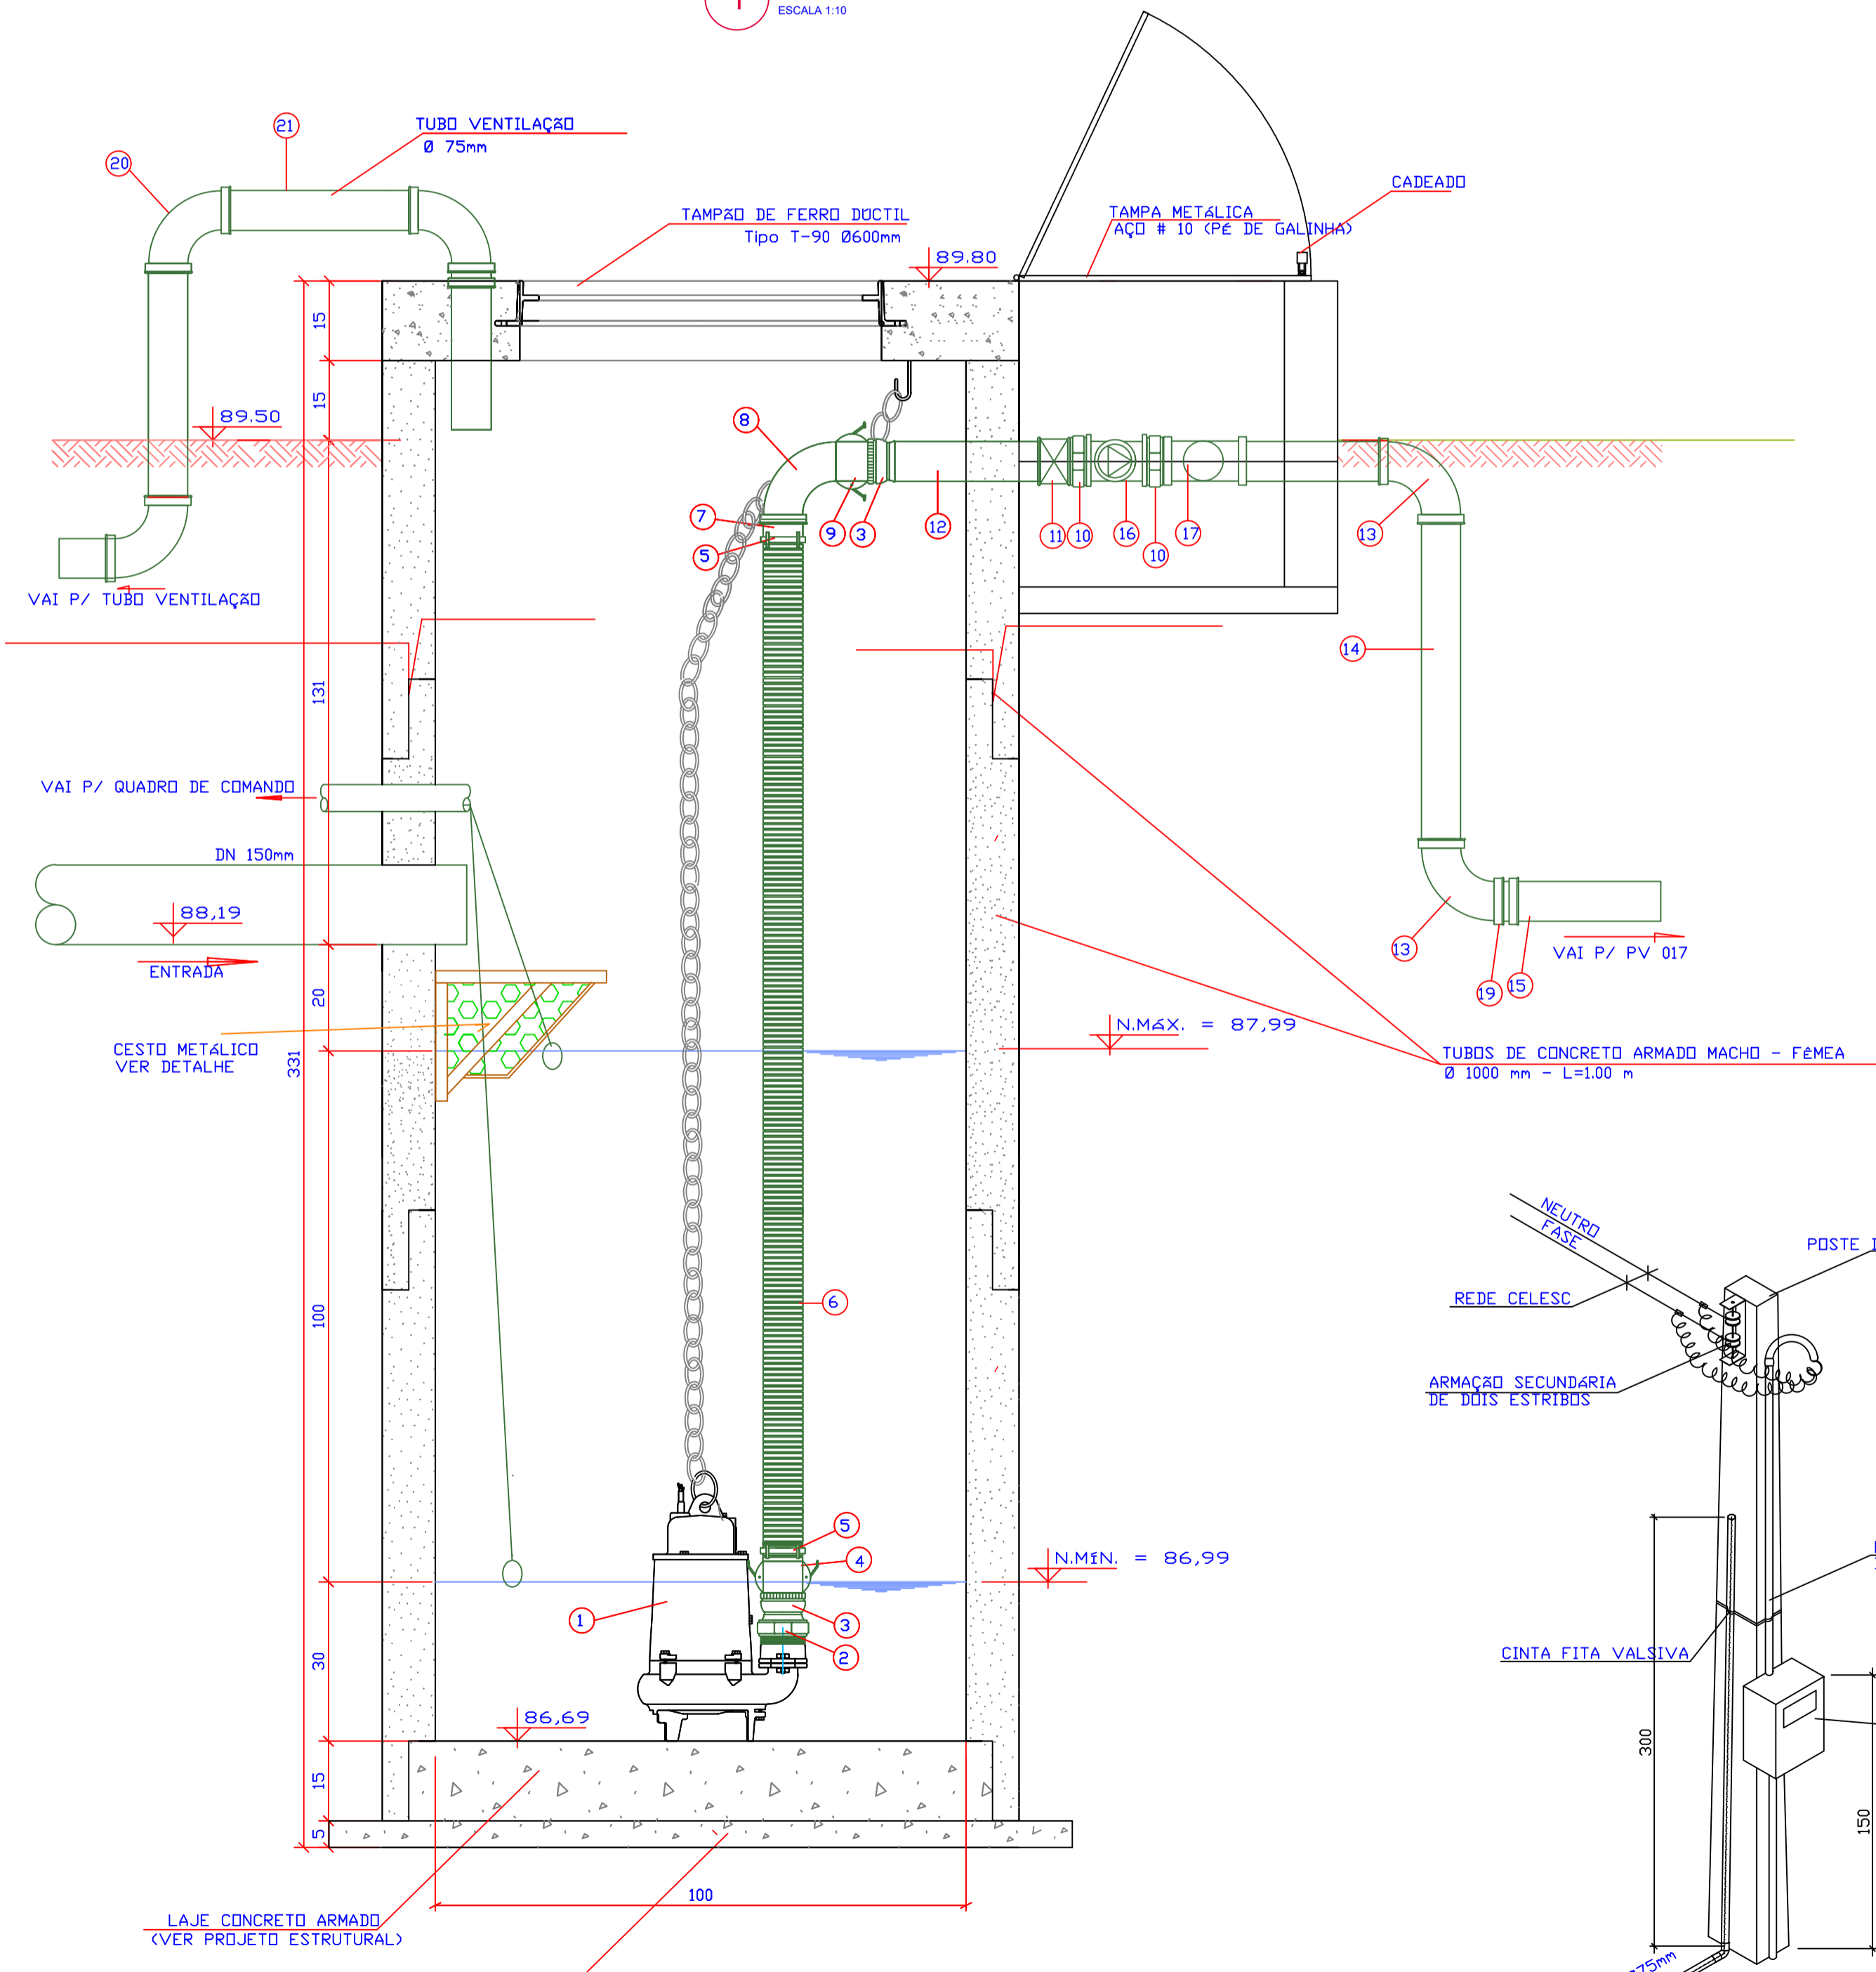 1
ESCALA 1:10
21
TUBO VENTILAÇÃO
Ø 75mm
20
CADEADO
TAMPÃO DE FERRO DÚCTIL
Tipo T-90 Ø600mm
TAMPA METÁLICA
AÇO # 10 (PÉ DE GALINHA)
89.80
15
15
89.50
8
7
5
9
3
12
11
10
16
10
17
13
VAI P/ TUBO VENTILAÇÃO
14
131
VAI P/ QUADRO DE COMANDO
DN 150mm
88,19
ENTRADA
13
VAI P/ PV 017
19
15
20
331
CESTO METÁLICO
VER DETALHE
N.MÁX. = 87,99
TUBOS DE CONCRETO ARMADO MACHO - FÊMEA
Ø 1000 mm - L=1.00 m
NEUTRO
FASE
POSTE
REDE CELESC
6
100
ARMAÇÃO SECUNDÁRIA
DE DOIS ESTRIBOS
5
4
N.MÍN. = 86,99
1
3
2
CINTA FITA VALSIVA
30
86,69
300
15
150
5
100
LAJE CONCRETO ARMADO
(VER PROJETO ESTRUTURAL)
75mm